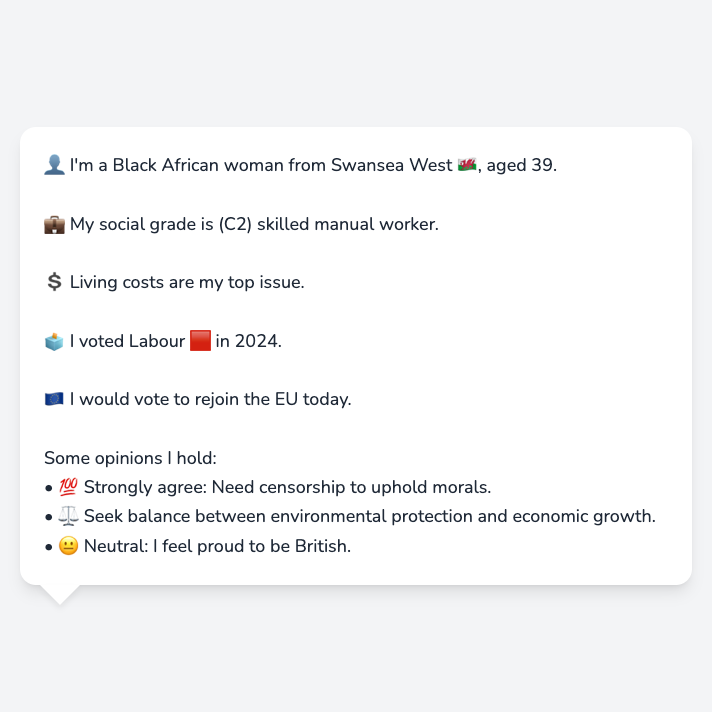 👤 I'm a Black African woman from Swansea West 🏴󠁧󠁢󠁷󠁬󠁳󠁿, aged 39.
💼 My social grade is (C2) skilled manual worker.
💲 Living costs are my top issue.
🗳️ I voted Labour 🟥 in 2024.
🇪🇺 I would vote to rejoin the EU today.
Some opinions I hold:
• 💯 Strongly agree: Need censorship to uphold morals.
• ⚖️ Seek balance between environmental protection and economic growth.
• 😐 Neutral: I feel proud to be British.